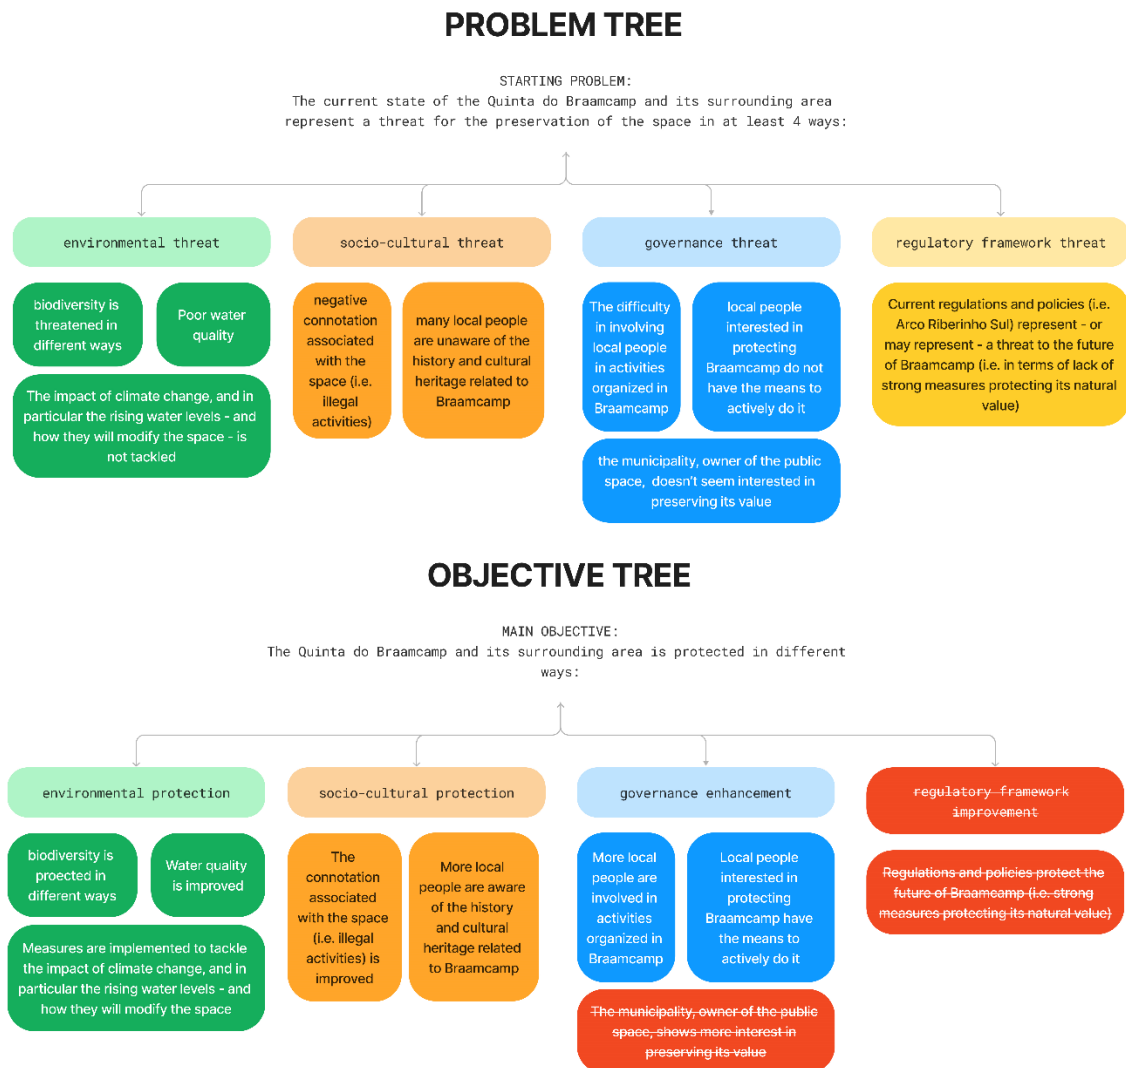 PROBLEM TREE
STARTING PROBLEM:
The current state of the Quinta do Braamcamp and its surrounding area
represent a threat for the preservation of the space in at least 4 ways:
environmental threat
socio-cultural threat
governance threat
regulatory framework threat
biodiversity is
threatened in
different ways
Poor water
quality
The impact of climate change, and in
particular the rising water levels - and
how they will modify the space - is
not tackled
negative
connotation
associated
with the
space (i.e.
illegal
activities)
many local people
are unaware of the
history and cultural
heritage related to
Braamcamp
The difficulty
in involving
local people
in activities
organized in
Braamcamp
local people
interested in
protecting
Braamcamp do not
have the means to
actively do it
the municipality, owner of the public
space, doesn't seem interested in
preserving its value
Current regulations and policies (i.e.
Arco Riberinho Sul) represent - or
may represent - a threat to the future
of Braamcamp (i.e. in terms of lack of
strong measures protecting its natural
value)
OBJECTIVE TREE
MAIN OBJECTIVE:
The Quinta do Braamcamp and its surrounding area is protected in different
ways:
environmental protection
socio-cultural protection
governance enhancement
regulatory framework
improvement
biodiversity is
proected in
different ways
Water quality
is improved
Measures are implemented to tackle
the impact of climate change, and in
particular the rising water levels - and
how they will modify the space
The
connotation
associated
with the space
(i.e. illegal
activities) is
improved
More local
people are aware
of the history
and cultural
heritage related
to Braamcamp
More local
people are
involved in
activities
organized in
Braamcamp
Local people
interested in
protecting
Braamcamp have
the means to
actively do it
The municipality, owner of the public
space, shows more interest in
preserving its value
Regulations and policies protect the
future of Braamcamp (i.e. strong
measures protecting its natural value)